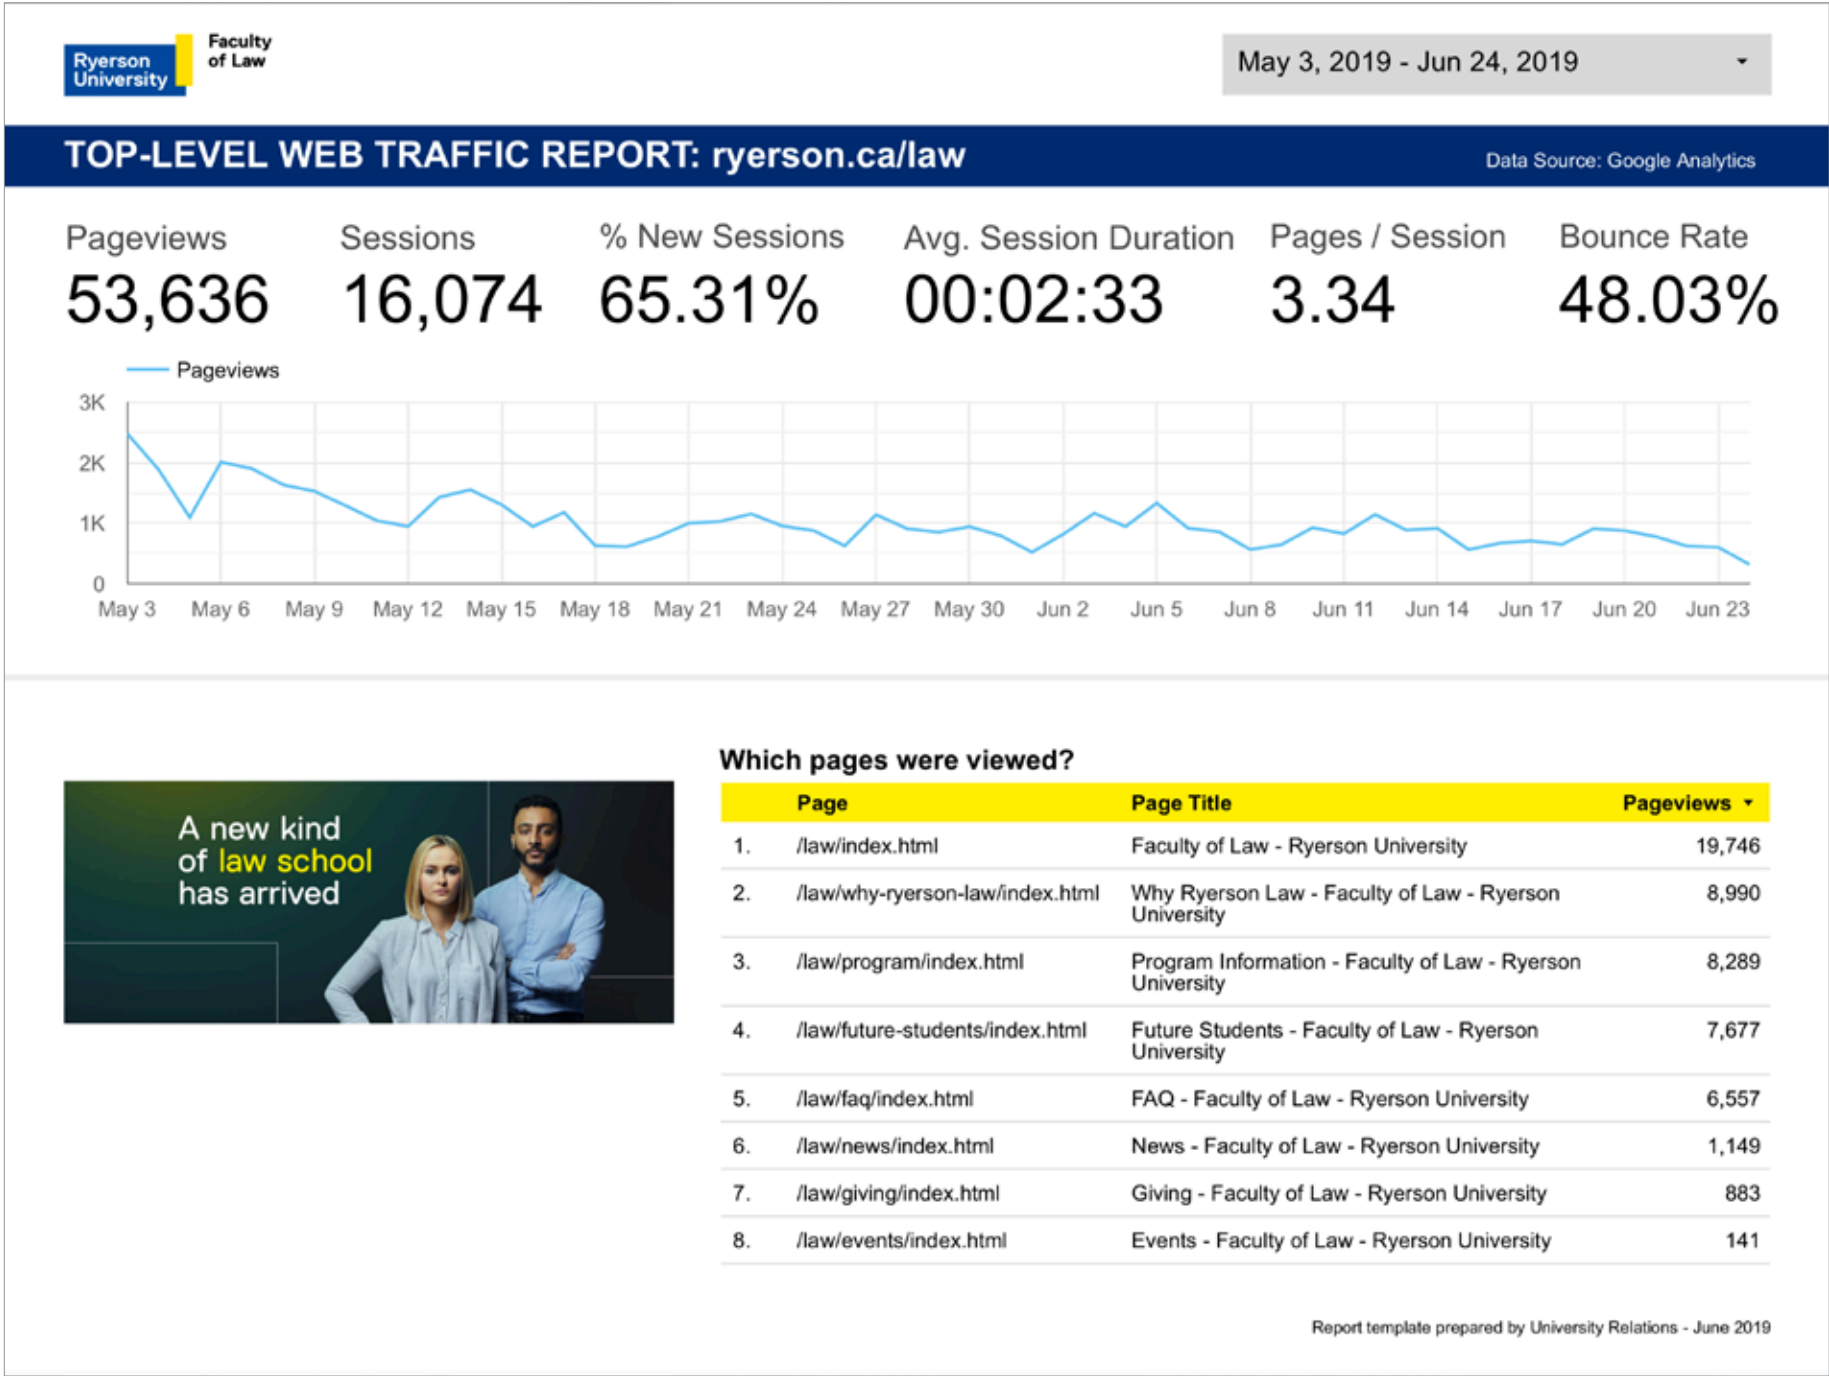 Ryerson
University
Faculty
of Law
May 3, 2019 - Jun 24, 2019
TOP-LEVEL WEB TRAFFIC REPORT: ryerson.ca/law
Data Source: Google Analytics
Pageviews Sessions % New Sessions Avg. Session Duration Pages / Session Bounce Rate
53,636 16,074 65.31% 00:02:33 3.34 48.03%
Pageviews
3K
2K
1K
0
May 3 May 6 May 9 May 12 May 15 May 18 May 21 May 24 May 27 May 30 Jun 2 Jun 5 Jun 8 Jun 11 Jun 14 Jun 17 Jun 20 Jun 23
A new kind
of law school
has arrived
Which pages were viewed?
Page Page Title Pageviews
1. /law/index.html Faculty of Law - Ryerson University 19,746
2. /law/why-ryerson-law/index.html Why Ryerson Law - Faculty of Law - Ryerson 8,990
University
3. /law/program/index.html Program Information - Faculty of Law - Ryerson 8,289
University
4. /law/future-students/index.html Future Students - Faculty of Law - Ryerson 7,677
University
5. /law/faq/index.html FAQ - Faculty of Law - Ryerson University 6,557
6. /law/news/index.html News - Faculty of Law - Ryerson University 1,149
7. /law/giving/index.html Giving - Faculty of Law - Ryerson University 883
8. /law/events/index.html Events - Faculty of Law - Ryerson University 141
Report template prepared by University Relations - June 2019